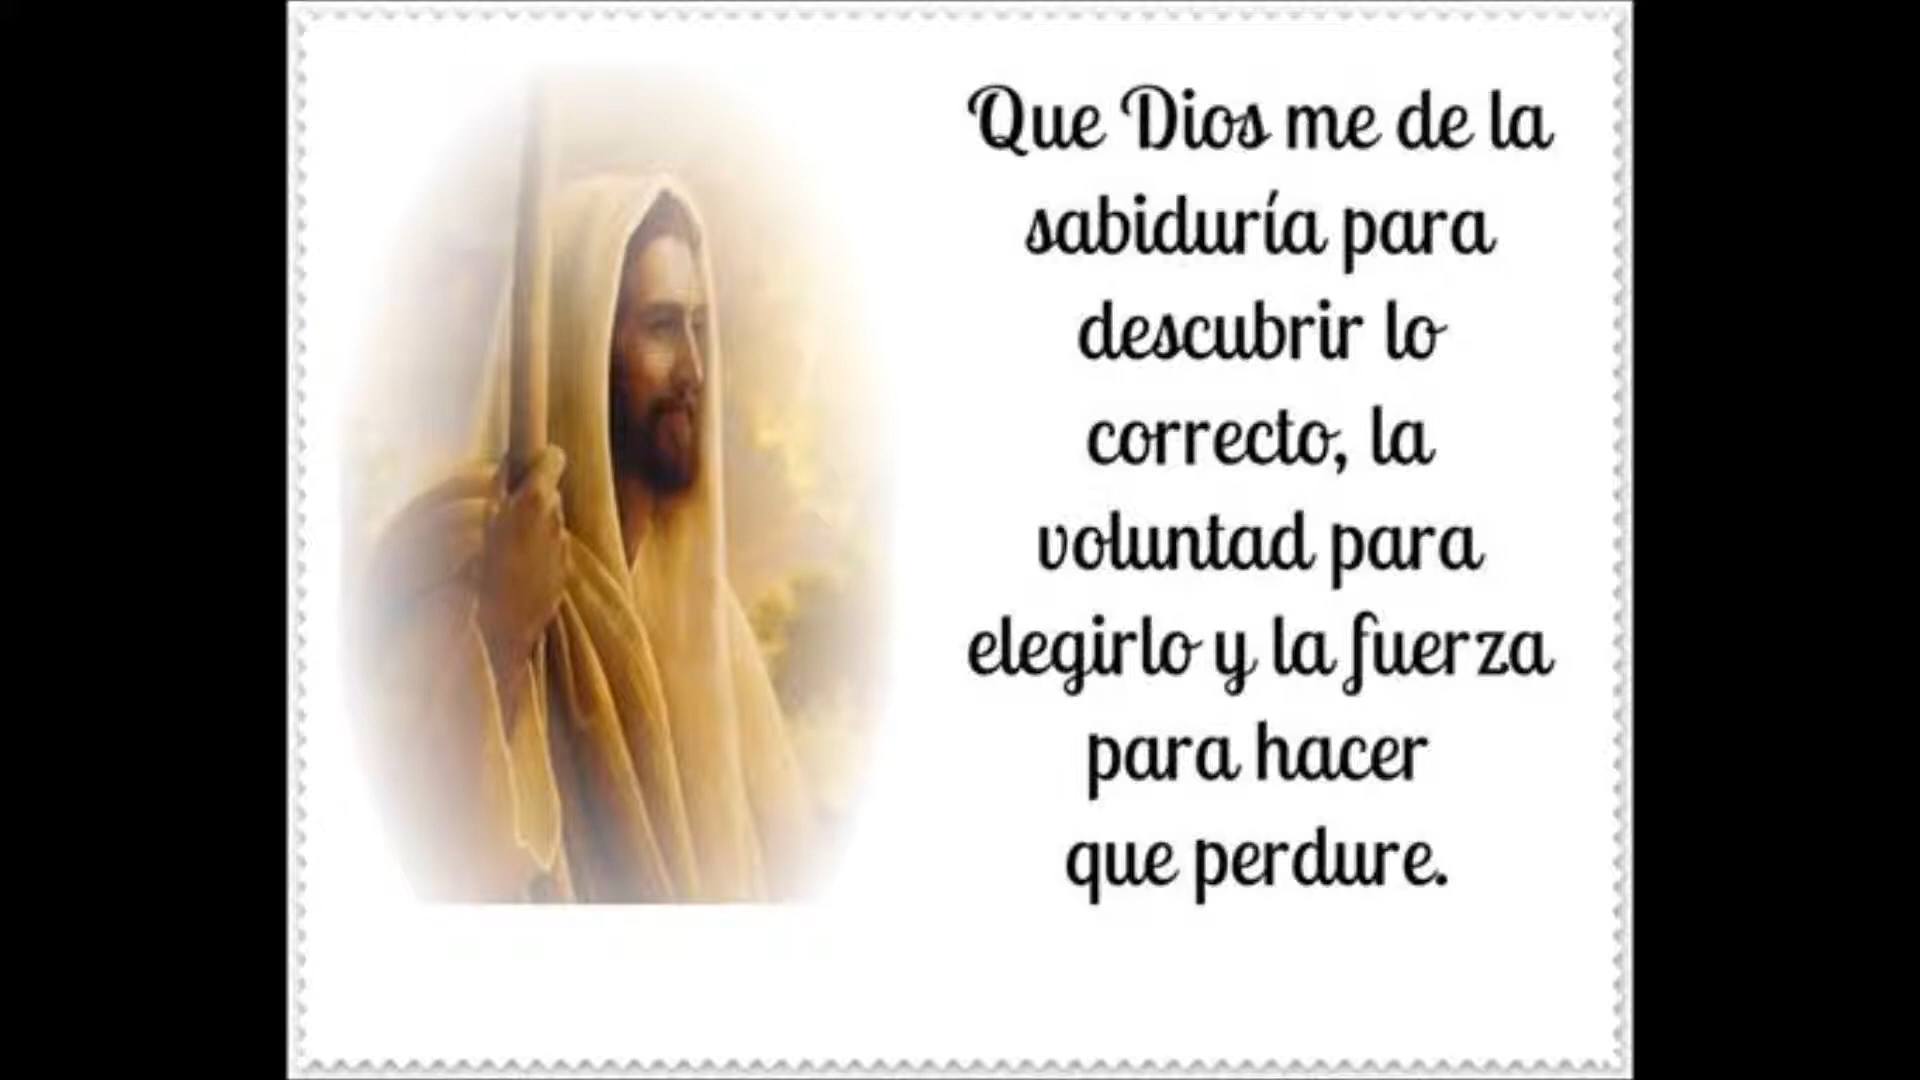 Que Dios me de la
sabiduría para
descubrir lo
correcto, la
voluntad para
elegirlo y la fuerza
para hacer
que perdure.